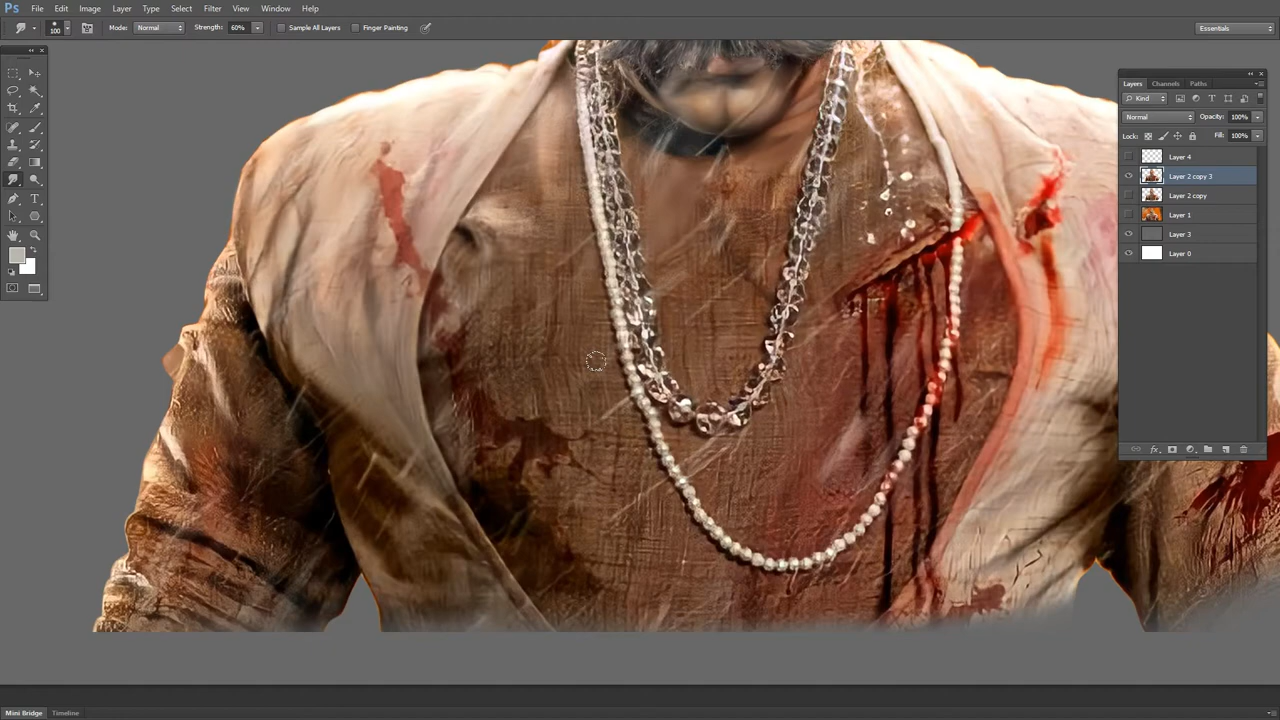 Ps File Edit Image Layer Type Select Filter View Window Help
100 Mode: Normal Strength: 60% Sample All Layers Finger Painting Essentials
Layers Channels Paths
Kind T
Normal Opacity: 100%
Lock: Fill: 100%
Layer 4
Layer 2 copy 3
Layer 2 copy
Layer 1
Layer 3
Layer 0
fx
T
Mini Bridge Timeline